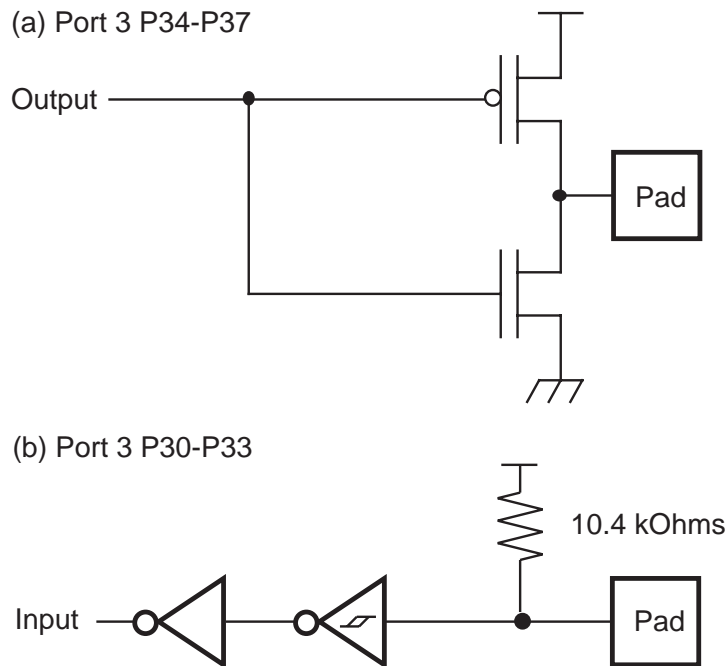 (a) Port 3 P34-P37
Output
Pad
(b) Port 3 P30-P33
10.4 kOhms
Input
Pad